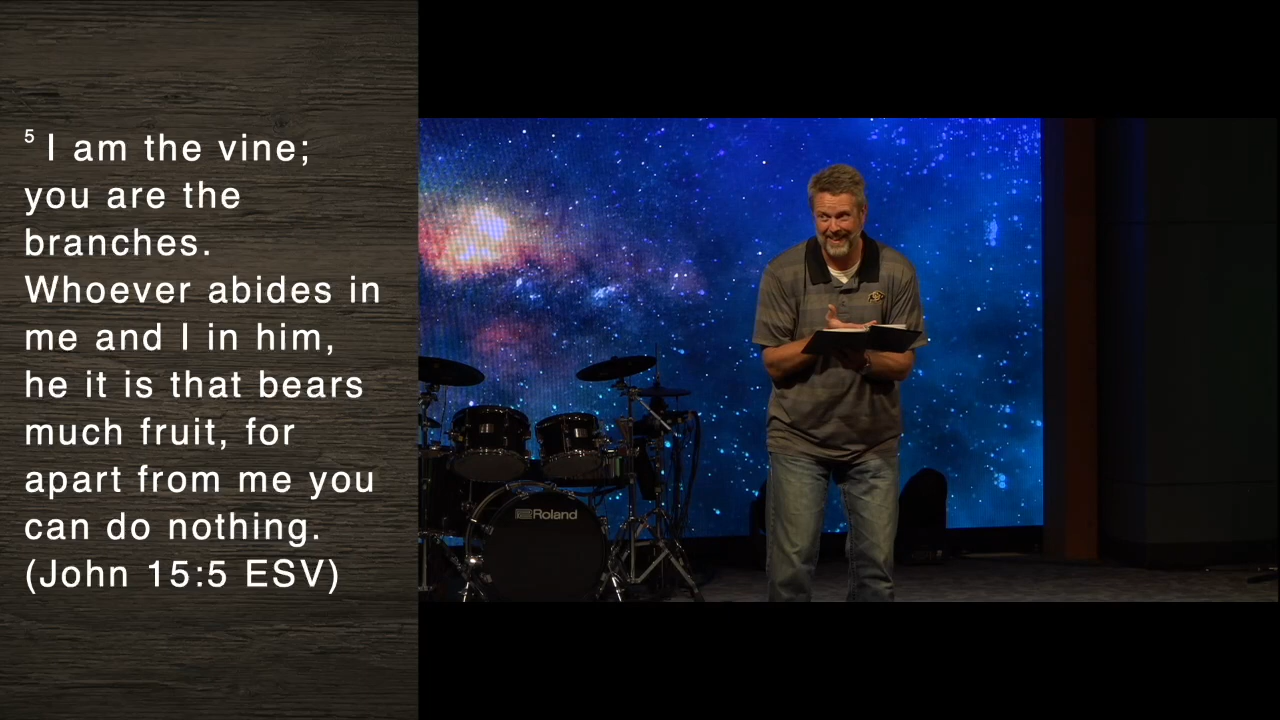 5 I am the vine;
you are the
branches.
Whoever abides in
me and I in him,
he it is that bears
much fruit, for
apart from me you
can do nothing.
(John 15:5 ESV)
Roland